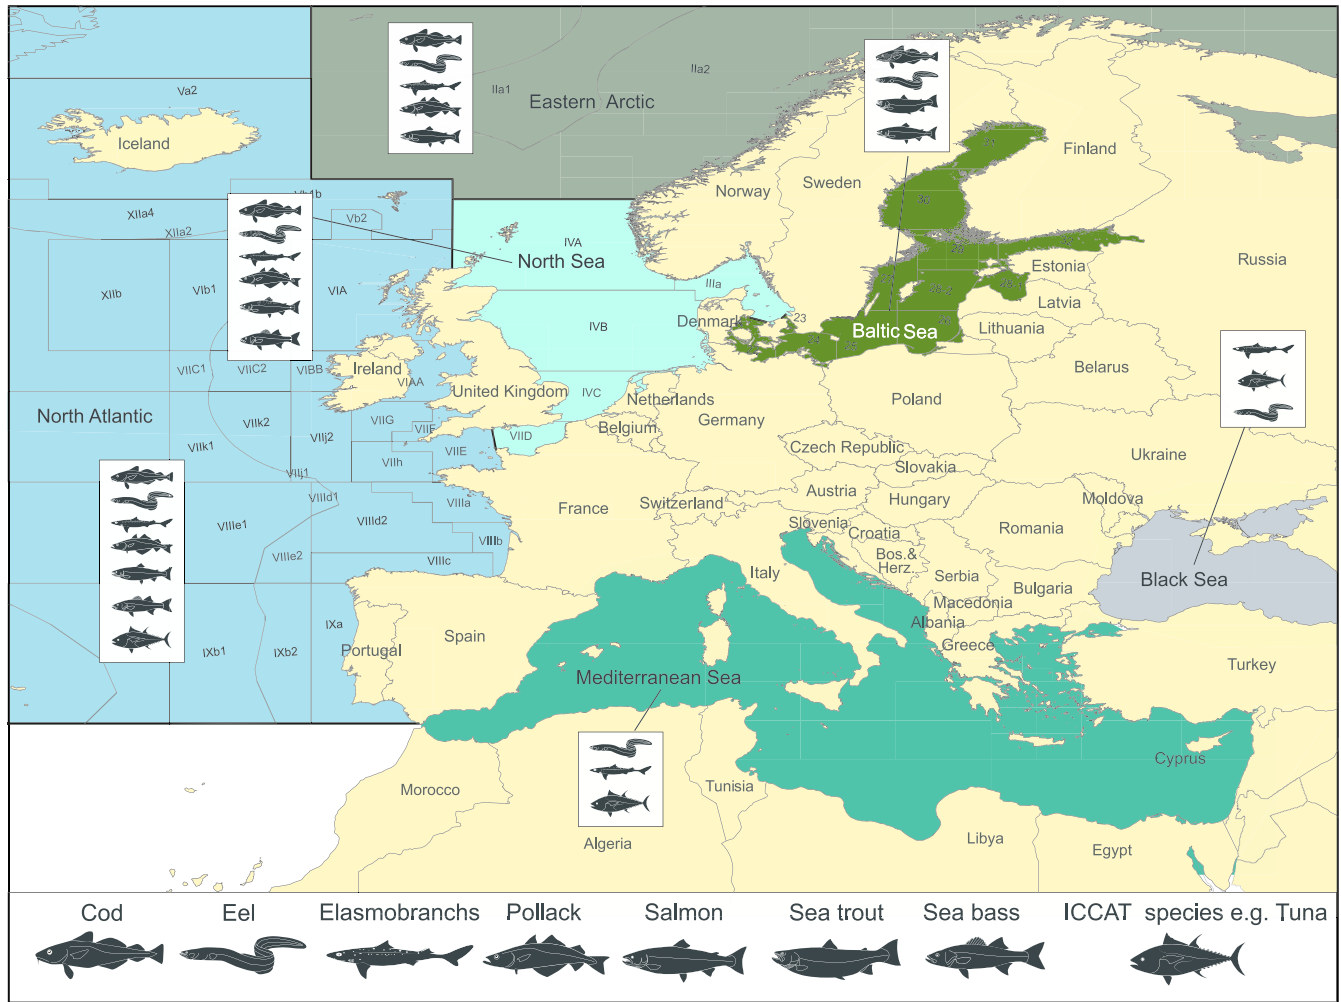 Va2
IIa1
IIa2
Eastern Arctic
Iceland
Finland
Norway
Sweden
Vb1b
XIIa4
Vb2
XIIa2
IVA
North Sea
Estonia
Russia
XIIb
VIb1
VIA
IIIa
Latvia
IVB
Denmark
23
Baltic Sea
Lithuania
VIIC1
VIIC2
VIBB
Ireland
VIAA
Belarus
United Kingdom
IVC
Netherlands
Poland
North Atlantic
VIIk2
VIIG
VIIF
VIID
Belgium
Germany
VIIk1
VIIj2
VIIE
VIIh
Czech Republic
Slovakia
Ukraine
VIIj1
VIIId1
VIIIa
Switzerland
Austria
Hungary
Moldova
France
VIIIe1
VIIId2
Slovenia
Croatia
Romania
VIIIb
VIIIe2
VIIIc
Bos.&
Herz.
Italy
Serbia
Bulgaria
Black Sea
Macedonia
IXa
Albania
Spain
Portugal
Greece
IXb1
IXb2
Turkey
Mediterranean Sea
Cyprus
Tunisia
Morocco
Algeria
Libya
Egypt
Cod
Eel
Elasmobranchs
Pollack
Salmon
Sea trout
Sea bass
ICCAT species e.g. Tuna